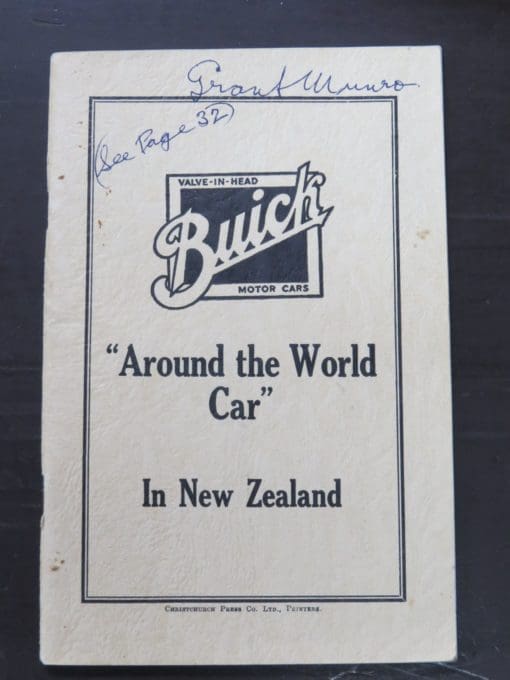 Grant Munro
(See Page 32)
VALVE-IN-HEAD
Buick
MOTOR CARS
“Around the World
Car”
In New Zealand
Christchurch Press Co. Ltd., Printers.